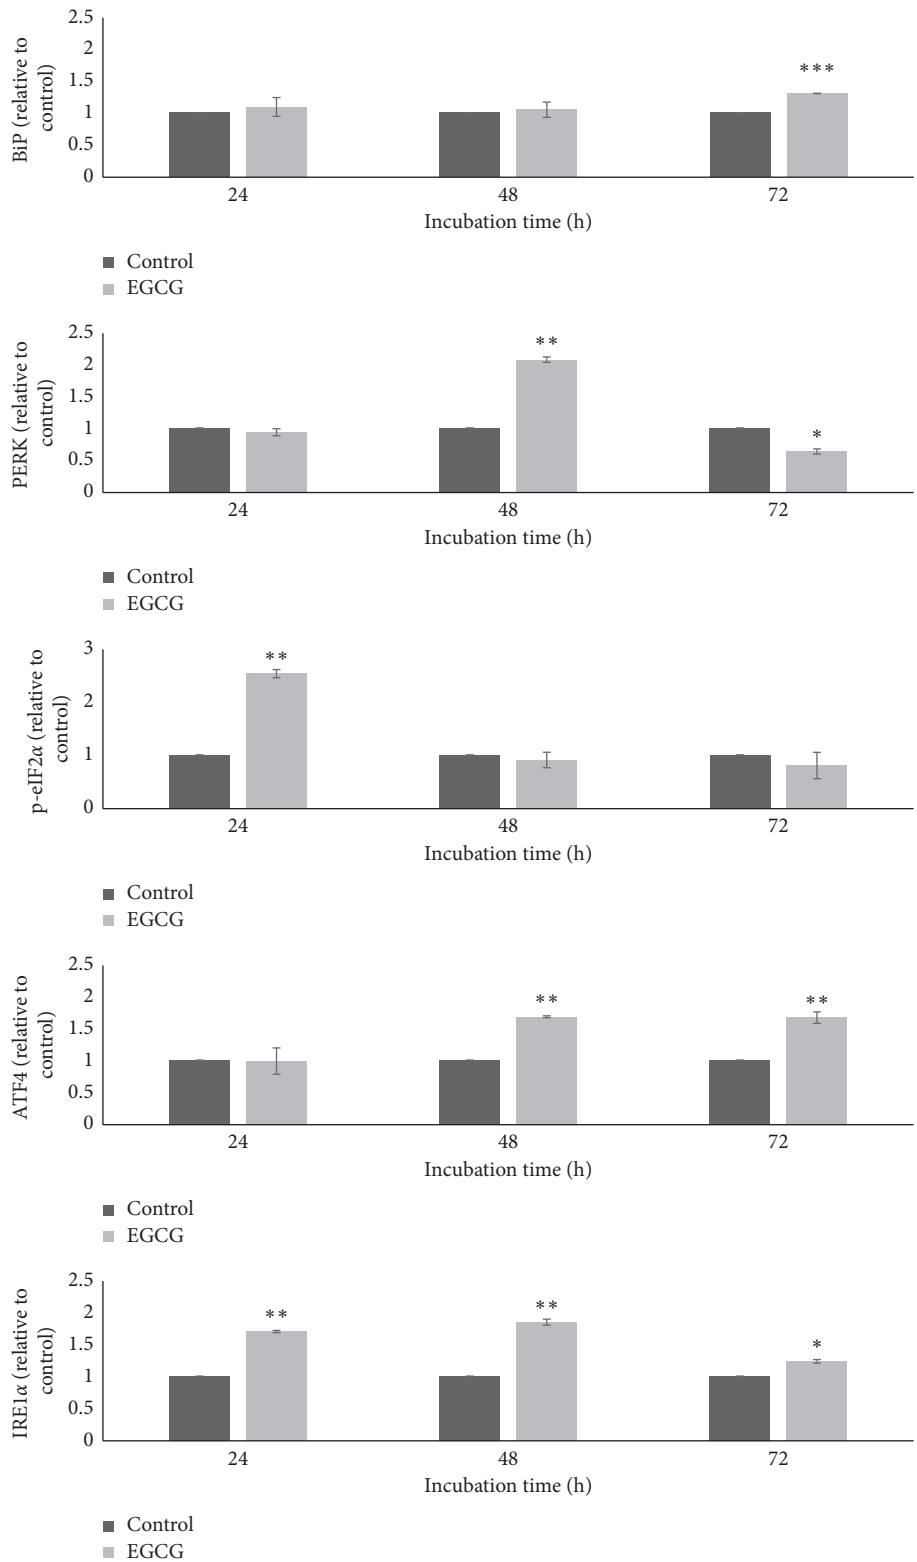 BiP (relative to
control)
2.5
2
1.5
1
0.5
0
***
24
48
72
Incubation time (h)
Control
EGCG
PERK (relative to
control)
2.5
2
1.5
1
0.5
0
**
*
24
48
72
Incubation time (h)
Control
EGCG
p-eIF2α (relative to
control)
3
2
1
0
**
24
48
72
Incubation time (h)
Control
EGCG
ATF4 (relative to
control)
2.5
2
1.5
1
0.5
0
**
**
24
48
72
Incubation time (h)
Control
EGCG
IRE1α (relative to
control)
2.5
2
1.5
1
0.5
0
**
**
*
24
48
72
Incubation time (h)
Control
EGCG